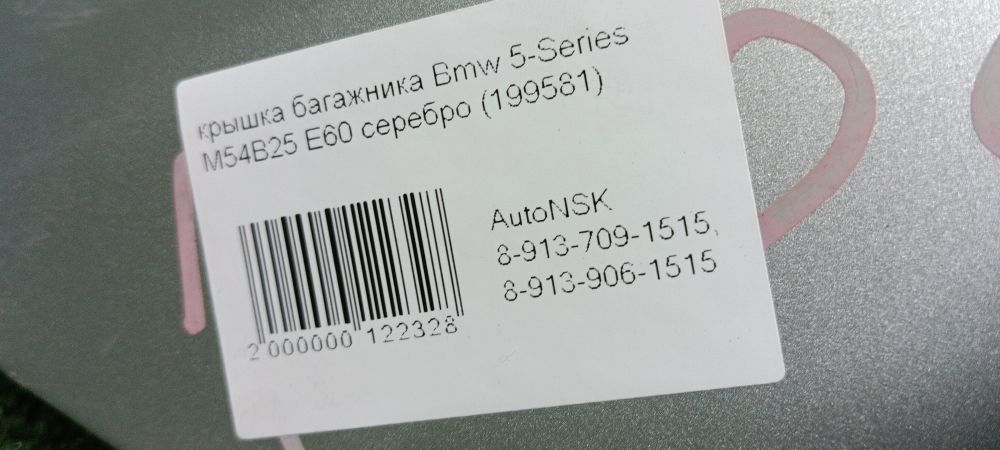 крышка багажника Bmw 5-Series
M54B25 E60 серебро (199581)
AutoNSK
8-913-709-1515,
8-913-906-1515
2 000000 122328